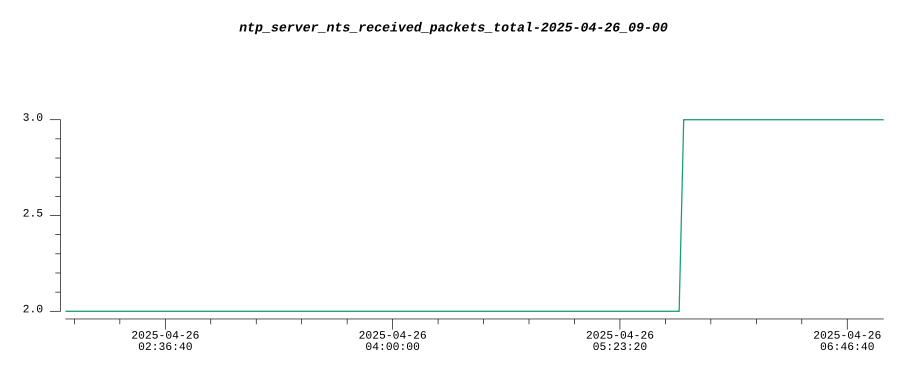 ntp_server_nts_received_packets_total-2025-04-26_09-00
3.0
2.5
2.0
2025-04-26 2025-04-26 2025-04-26 2025-04-26
02:36:40 04:00:00 05:23:20 06:46:40